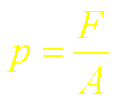 p = F/A